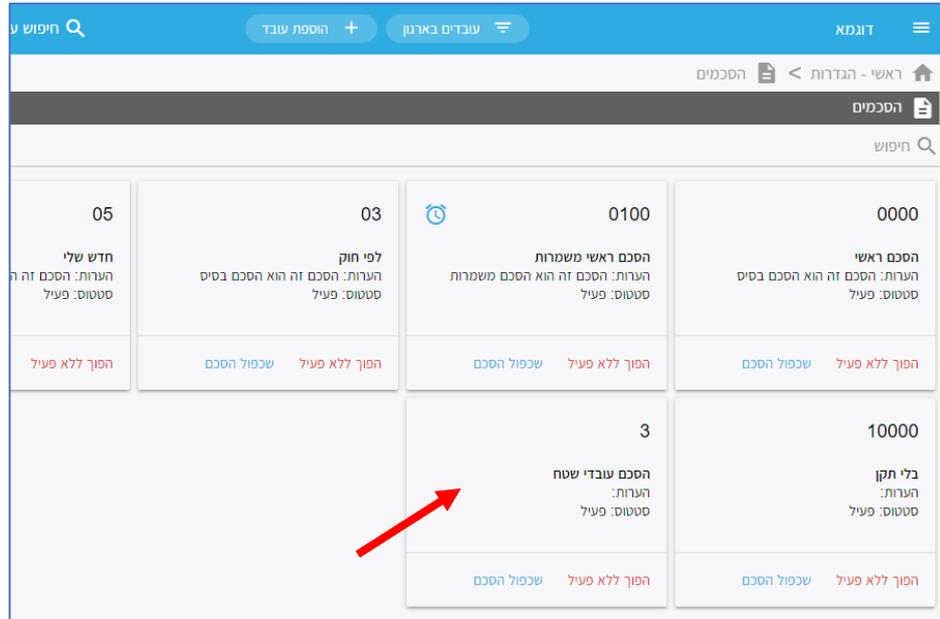 דוגמא
עובדים בארגון
+ הוספת עובד
חיפוש ע
ראשי - הגדרות > הסכמים
הסכמים
חיפוש
0000
הסכם ראשי
הערות: הסכם זה הוא הסכם בסיס
סטטוס: פעיל
הפוך ללא פעיל שכפול הסכם
0100
הסכם ראשי משמרות
הערות: הסכם זה הוא הסכם משמרות
סטטוס: פעיל
הפוך ללא פעיל שכפול הסכם
03
לפי חוק
הערות: הסכם זה הוא הסכם בסיס
סטטוס: פעיל
הפוך ללא פעיל שכפול הסכם
05
חדש שלי
הערות: הסכם זה ה
סטטוס: פעיל
הפוך ללא פעיל
10000
בלי תקן
הערות:
סטטוס: פעיל
הפוך ללא פעיל שכפול הסכם
3
הסכם עובדי שטח
הערות:
סטטוס: פעיל
הפוך ללא פעיל שכפול הסכם